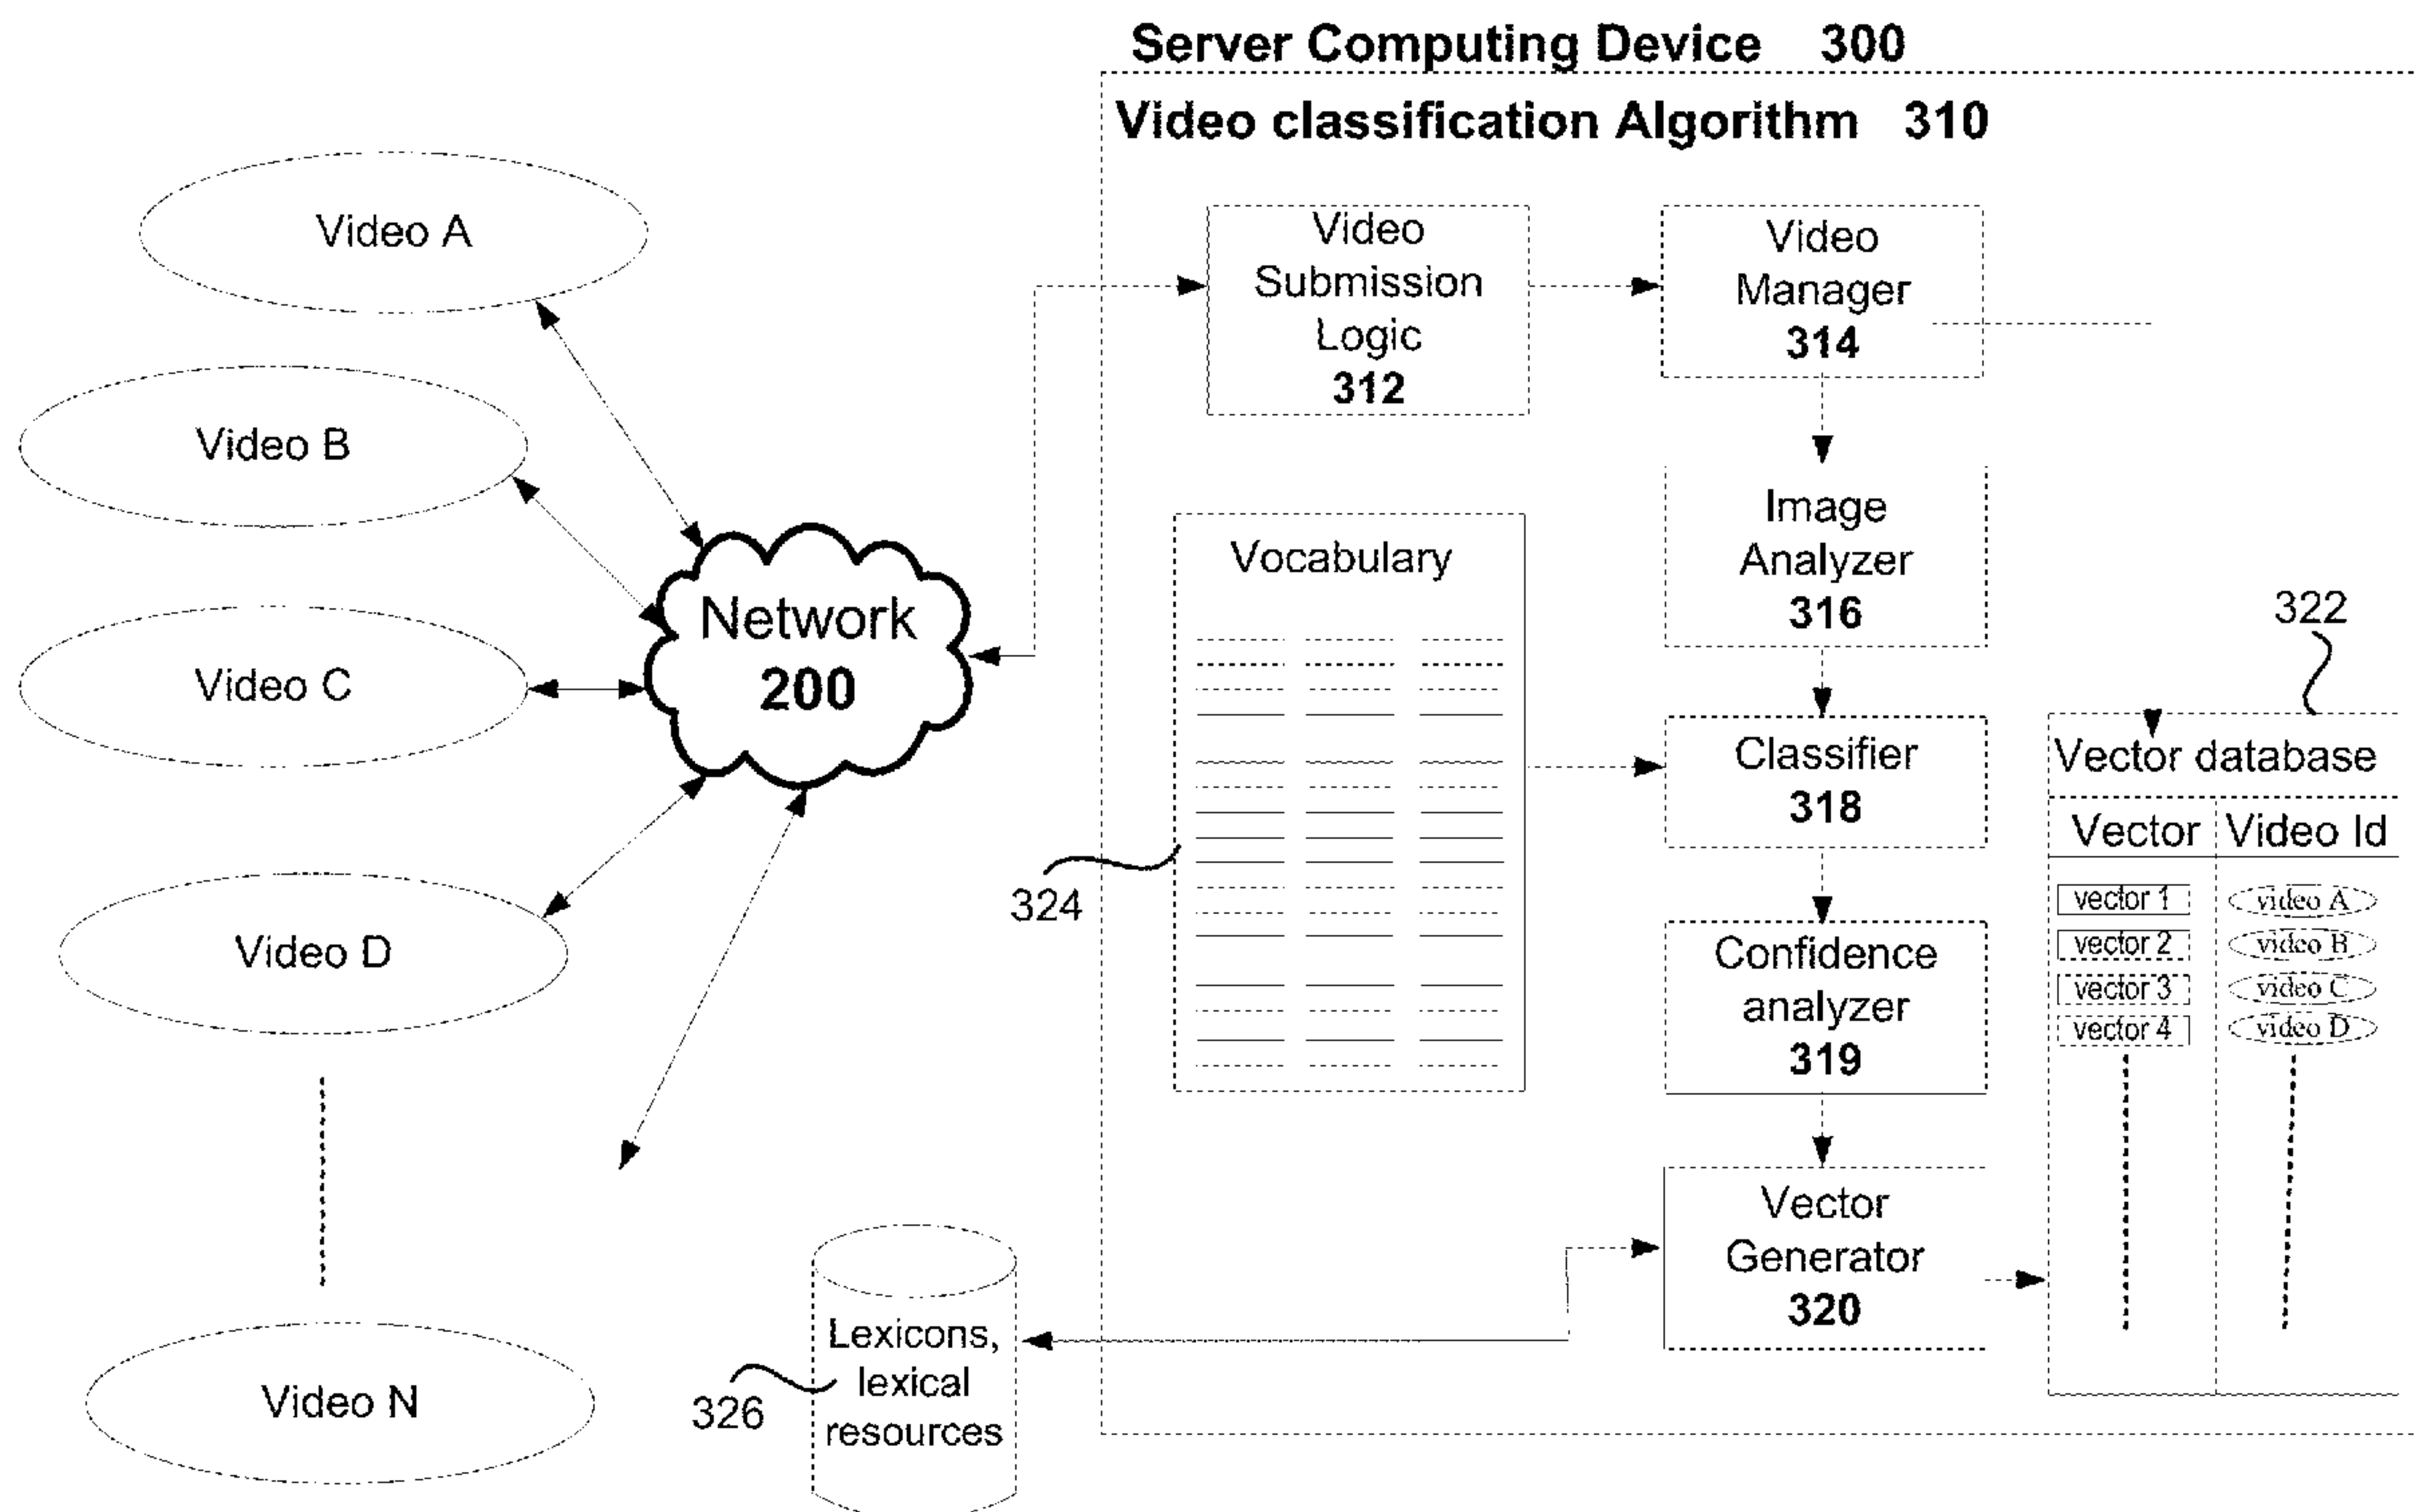 Server Computing Device 300
Video classification Algorithm 310
Video A
Video B
Video C
Video D
Video N
Network
200
Video
Submission
Logic
312
Video
Manager
314
Image
Analyzer
316
Vocabulary
324
Classifier
318
Confidence
analyzer
319
Vector
Generator
320
Lexicons,
lexical
resources
326
322
Vector database
Vector Video Id
vector 1 video A
vector 2 video B
vector 3 video C
vector 4 video D